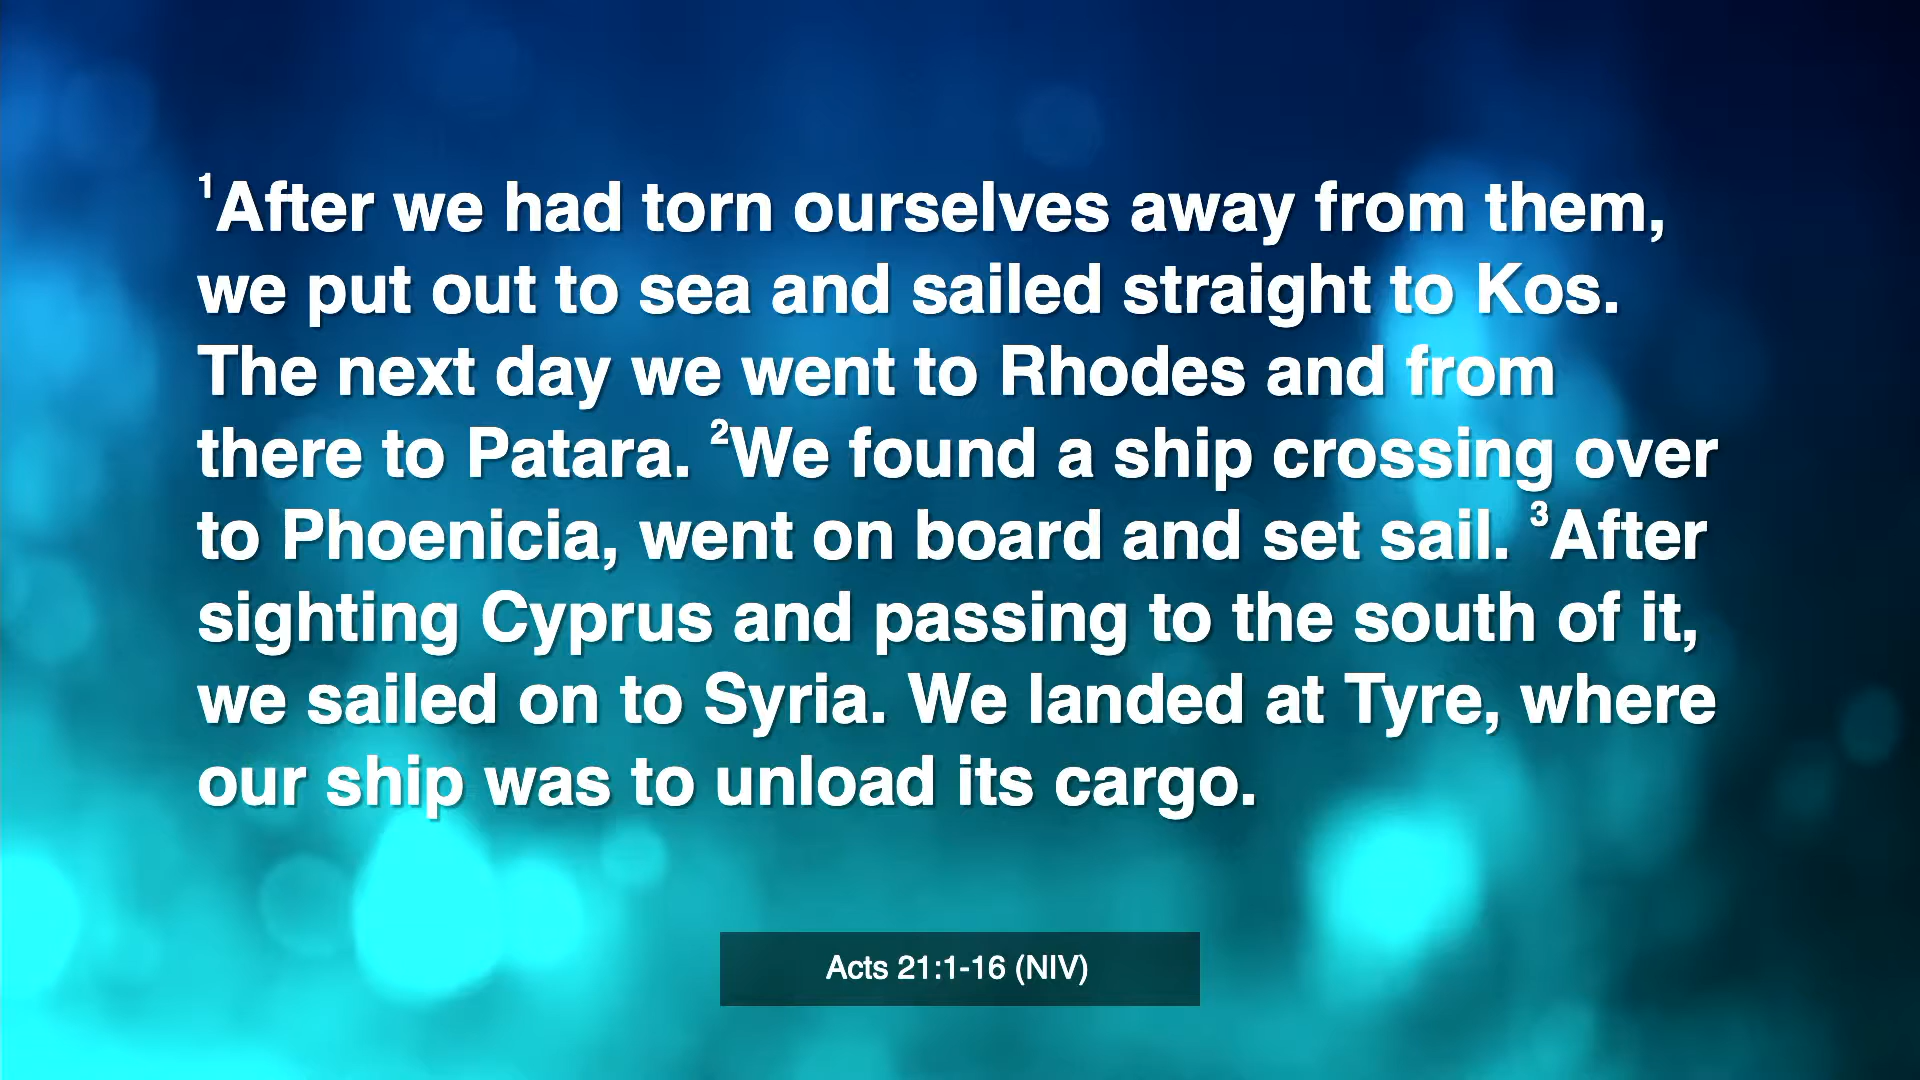 ¹After we had torn ourselves away from them,
we put out to sea and sailed straight to Kos.
The next day we went to Rhodes and from
there to Patara. ²We found a ship crossing over
to Phoenicia, went on board and set sail. ³After
sighting Cyprus and passing to the south of it,
we sailed on to Syria. We landed at Tyre, where
our ship was to unload its cargo.
Acts 21:1-16 (NIV)